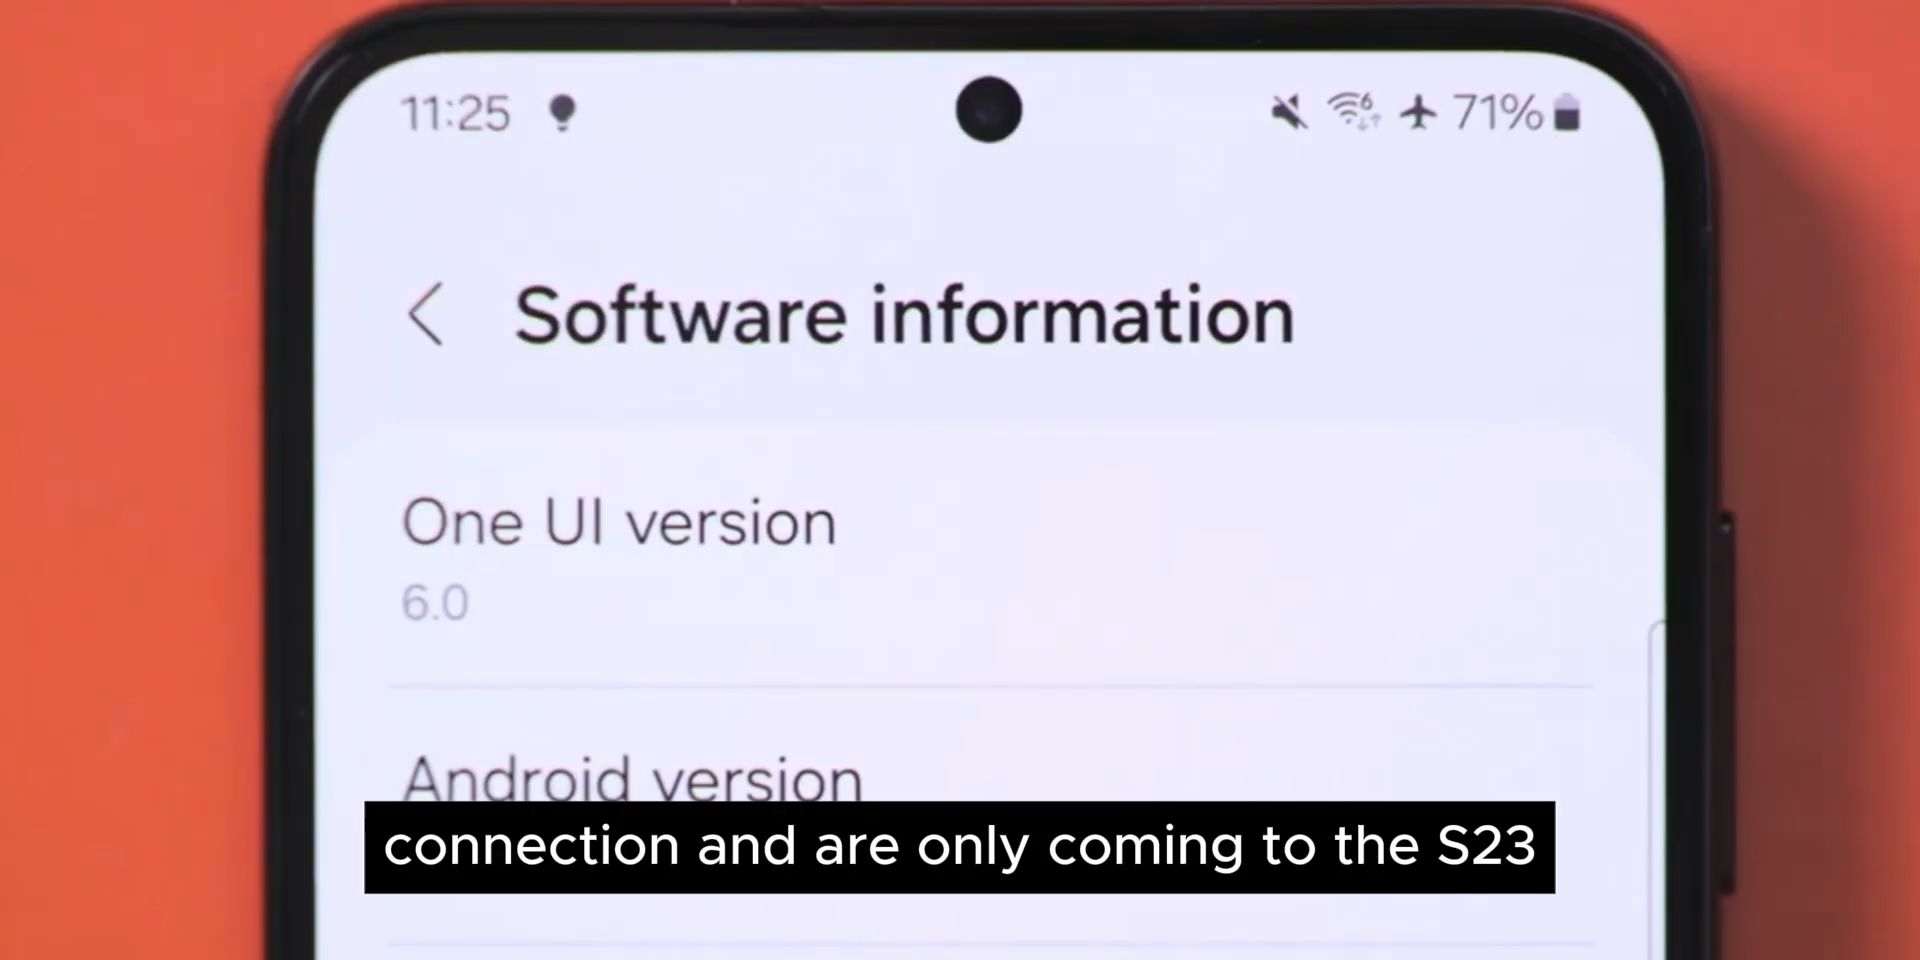 11:25 6 71%
Software information
One UI version
6.0
Android version
connection and are only coming to the S23